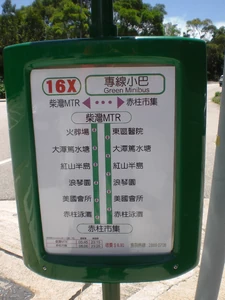 16X
專線小巴
Green Minibus
柴灣MTR
赤柱市集
柴灣MTR
火葬場 東區醫院
大潭篤水塘 大潭篤水塘
紅山半島 紅山半島
浪琴園 浪琴園
美國會所 美國會所
赤柱泳灘 赤柱泳灘
赤柱市集